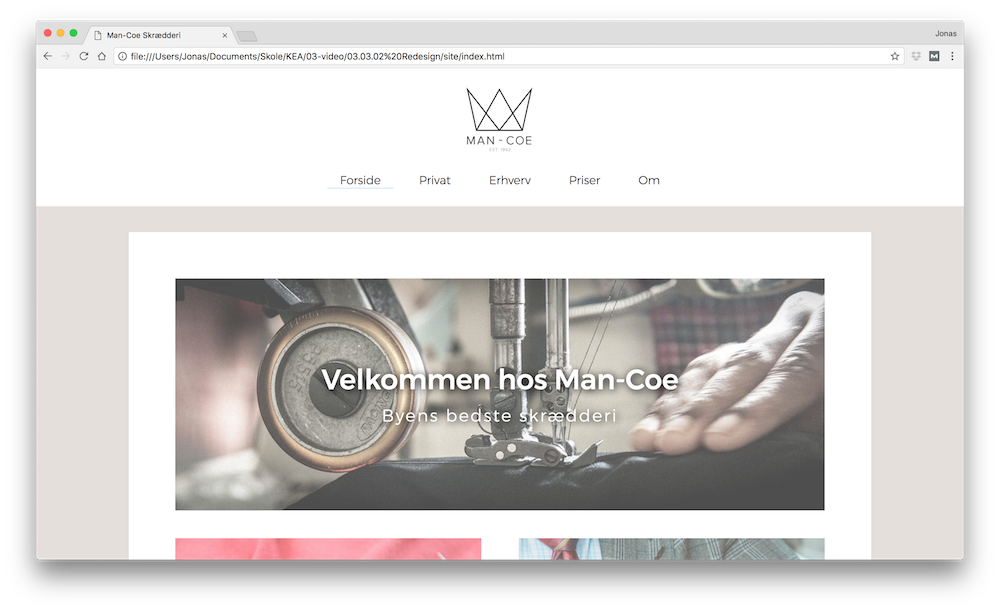 Man-Coe Skrædderi
Jonas
file:///Users/Jonas/Documents/Skole/KEA/03-video/03.03.02%20Redesign/site/index.html
MAN - COE
EST 1962
Forside Privat Erhverv Priser Om
Velkommen hos Man-Coe
Byens bedste skrædderi